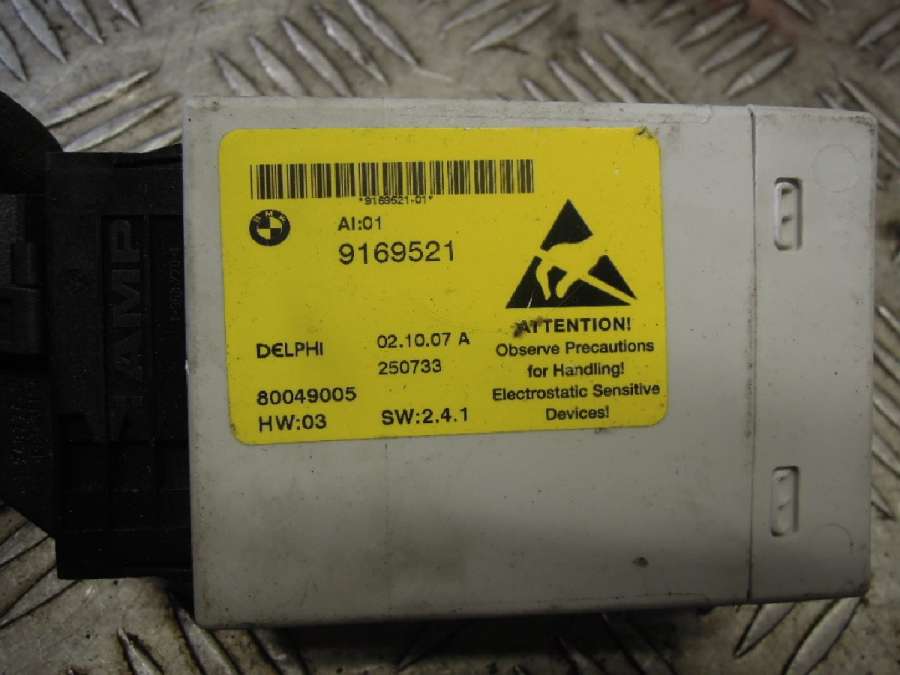 *9169521-01*
BMW
AI:01
9169521
ATTENTION!
Observe Precautions
for Handling!
Electrostatic Sensitive
Devices!
DELPHI
02.10.07 A
250733
80049005
HW:03
SW:2.4.1
AMP